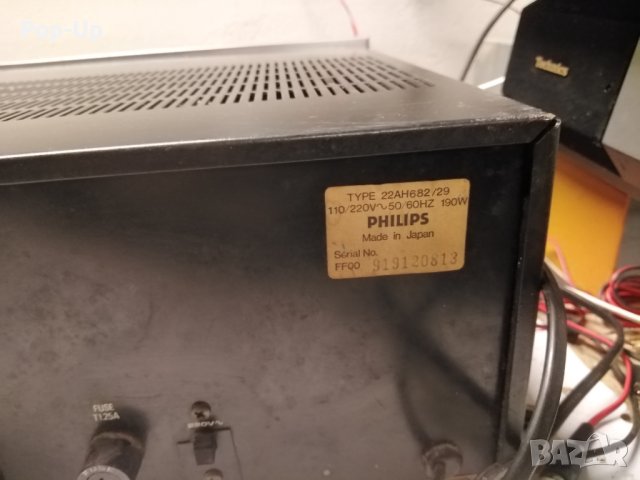 Pop-Up
Technics
TYPE 22AH682/29
110/220V~50/60HZ 190W
PHILIPS
Made in Japan
Serial No.
FF00 919120813
FUSE
T1.25A
220V~
BAZAR